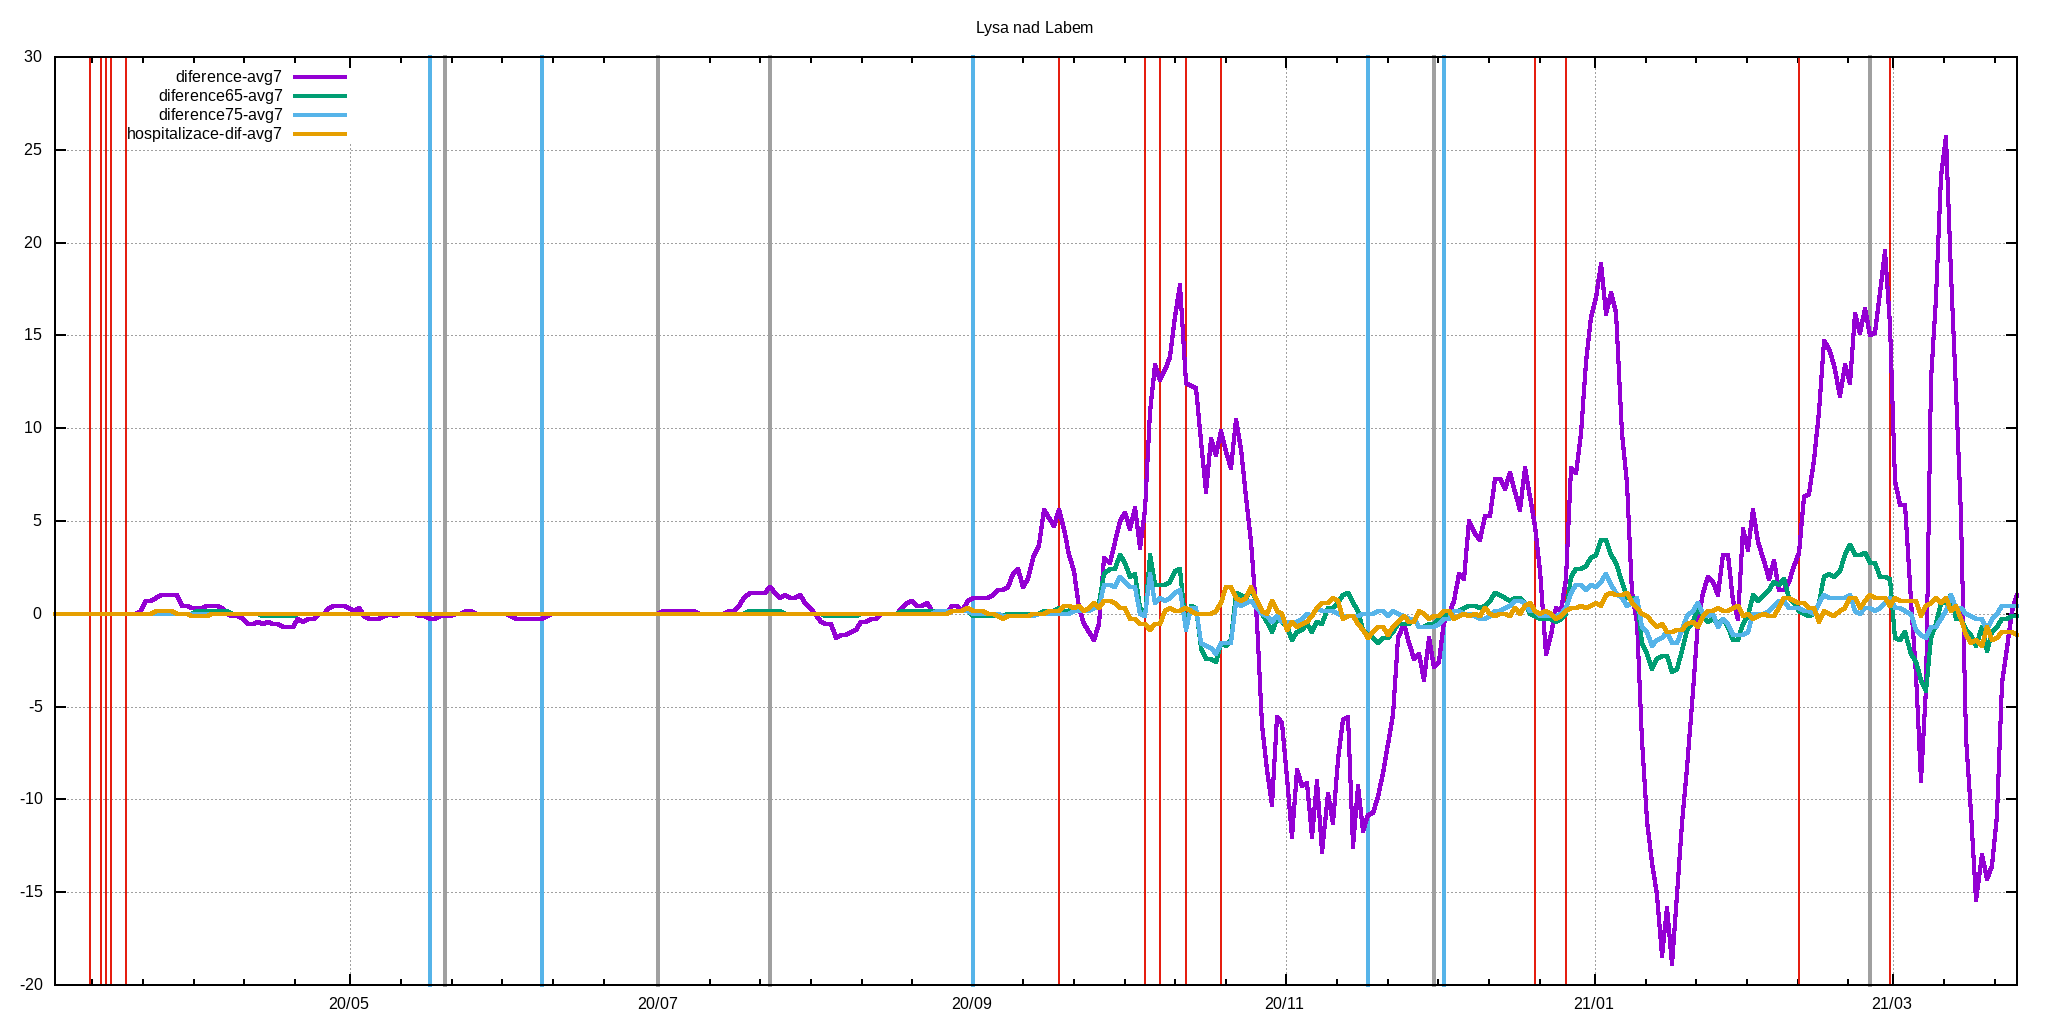 Lysa nad Labem
diference-avg7
diference65-avg7
diference75-avg7
hospitalizace-dif-avg7
30
25
20
15
10
5
0
-5
-10
-15
-20
20/05 20/07 20/09 20/11 21/01 21/03